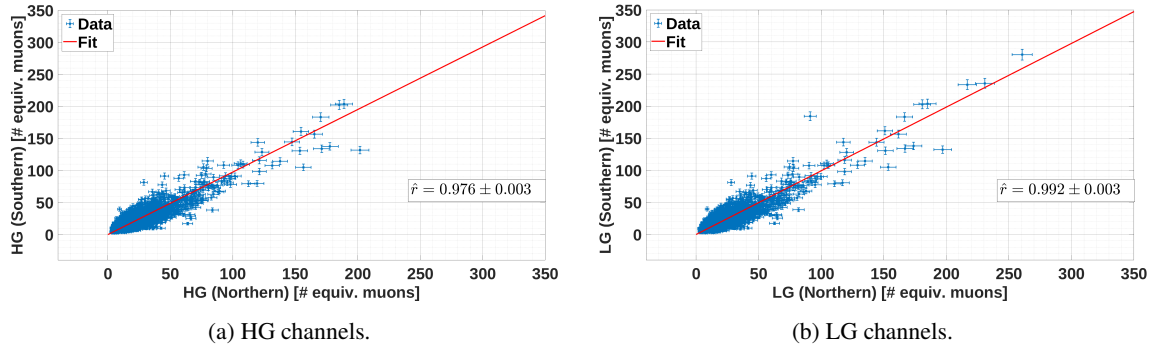 350
300
250
200
150
100
50
0
HG (Southern) [# equiv. muons]
Data
Fit
r̂ = 0.976 ± 0.003
0 50 100 150 200 250 300 350
HG (Northern) [# equiv. muons]
(a) HG channels.
350
300
250
200
150
100
50
0
LG (Southern) [# equiv. muons]
Data
Fit
r̂ = 0.992 ± 0.003
0 50 100 150 200 250 300 350
LG (Northern) [# equiv. muons]
(b) LG channels.